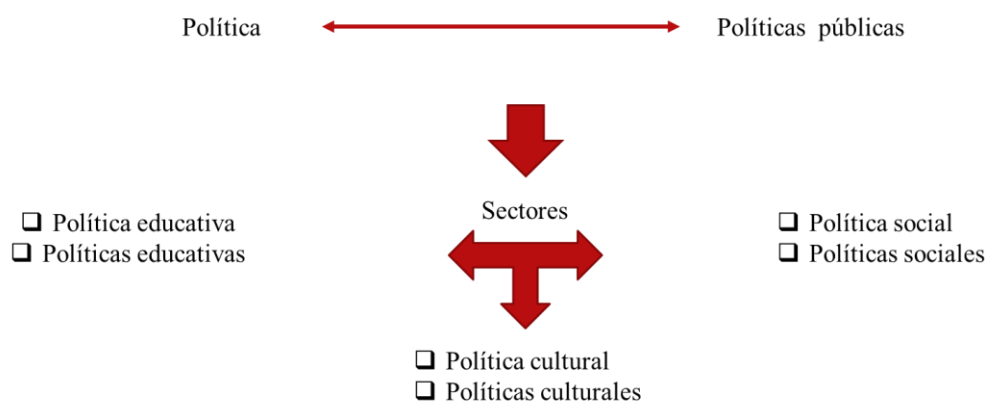 Política
Políticas públicas
Sectores
Política educativa
Políticas educativas
Política social
Políticas sociales
Política cultural
Políticas culturales